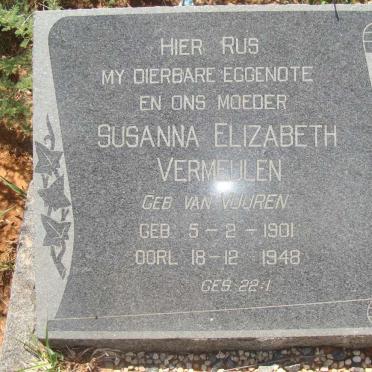 HIER RUS
MY DIERBARE EGGENOTE
EN ONS MOEDER
SUSANNA ELIZABETH
VERMEULEN
GEB VAN VUUREN
GEB 5-2-1901
OORL 18-12 1948
GES. 22:1